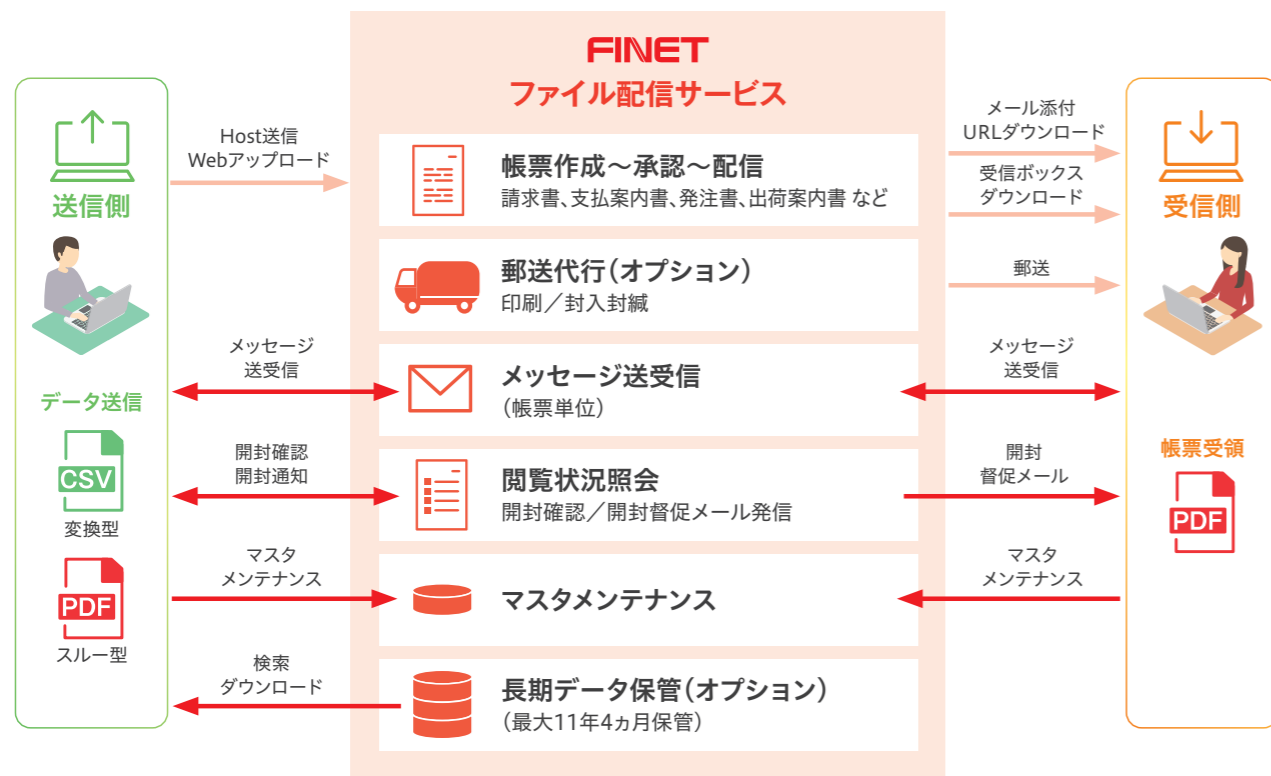 FINET
ファイル配信サービス
送信側
データ送信
CSV
変換型
PDF
スルー型
Host送信
Webアップロード
メッセージ
送受信
開封確認
開封通知
マスタ
メンテナンス
検索
ダウンロード
帳票作成～承認～配信
請求書、支払案内書、発注書、出荷案内書 など
郵送代行（オプション）
印刷／封入封緘
メッセージ送受信
（帳票単位）
閲覧状況照会
開封確認／開封督促メール発信
マスタメンテナンス
長期データ保管（オプション）
（最大11年4ヵ月保管）
メール添付
URLダウンロード
受信ボックス
ダウンロード
郵送
メッセージ
送受信
開封
督促メール
マスタ
メンテナンス
受信側
帳票受領
PDF